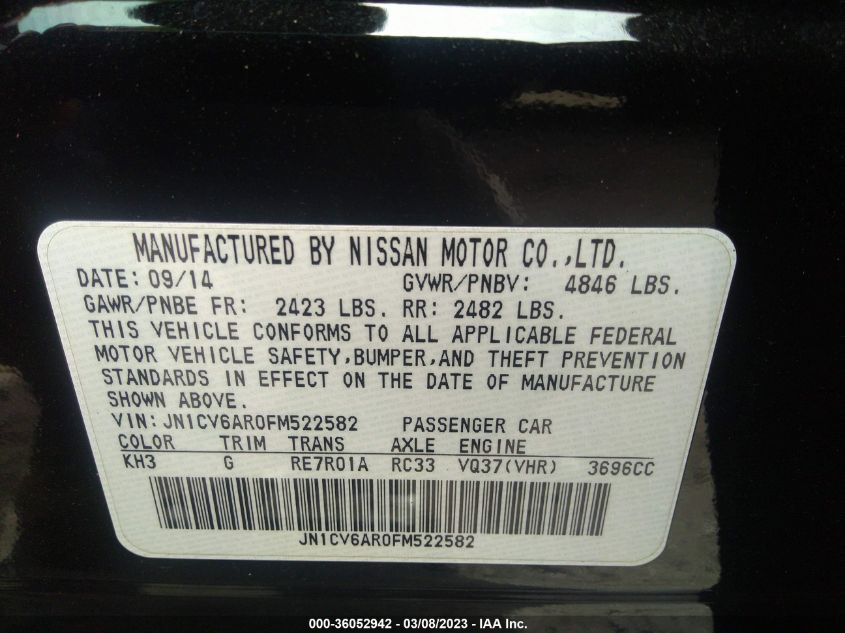 MANUFACTURED BY NISSAN MOTOR CO.,LTD.
DATE: 09/14 GVWR/PNBV: 4846 LBS.
GAWR/PNBE FR: 2423 LBS. RR: 2482 LBS.
THIS VEHICLE CONFORMS TO ALL APPLICABLE FEDERAL
MOTOR VEHICLE SAFETY,BUMPER,AND THEFT PREVENTION
STANDARDS IN EFFECT ON THE DATE OF MANUFACTURE
SHOWN ABOVE.
VIN: JN1CV6AR0FM522582 PASSENGER CAR
COLOR TRIM TRANS AXLE ENGINE
KH3 G RE7R01A RC33 VQ37(VHR) 3696CC
JN1CV6AR0FM522582
000-36052942 - 03/08/2023 - IAA Inc.